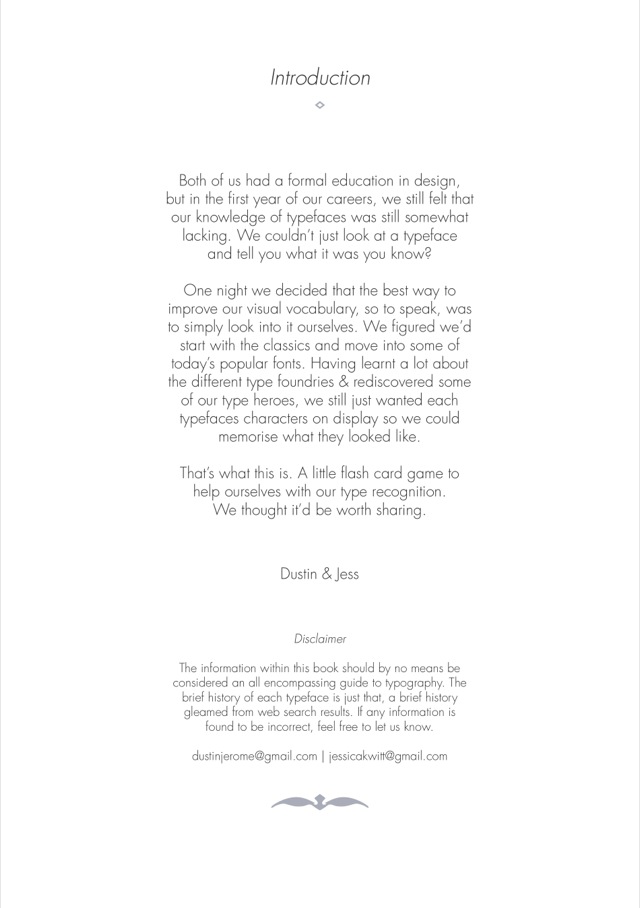 Introduction
Both of us had a formal education in design,
but in the first year of our careers, we still felt that
our knowledge of typefaces was still somewhat
lacking. We couldn't just look at a typeface
and tell you what it was you know?
One night we decided that the best way to
improve our visual vocabulary, so to speak, was
to simply look into it ourselves. We figured we'd
start with the classics and move into some of
today's popular fonts. Having learnt a lot about
the different type foundries & rediscovered some
of our type heroes, we still just wanted each
typefaces characters on display so we could
memorise what they looked like.
That's what this is. A little flash card game to
help ourselves with our type recognition.
We thought it'd be worth sharing.
Dustin & Jess
Disclaimer
The information within this book should by no means be
considered an all encompassing guide to typography. The
brief history of each typeface is just that, a brief history
gleamed from web search results. If any information is
found to be incorrect, feel free to let us know.
dustinjerome@gmail.com | jessicakwitt@gmail.com